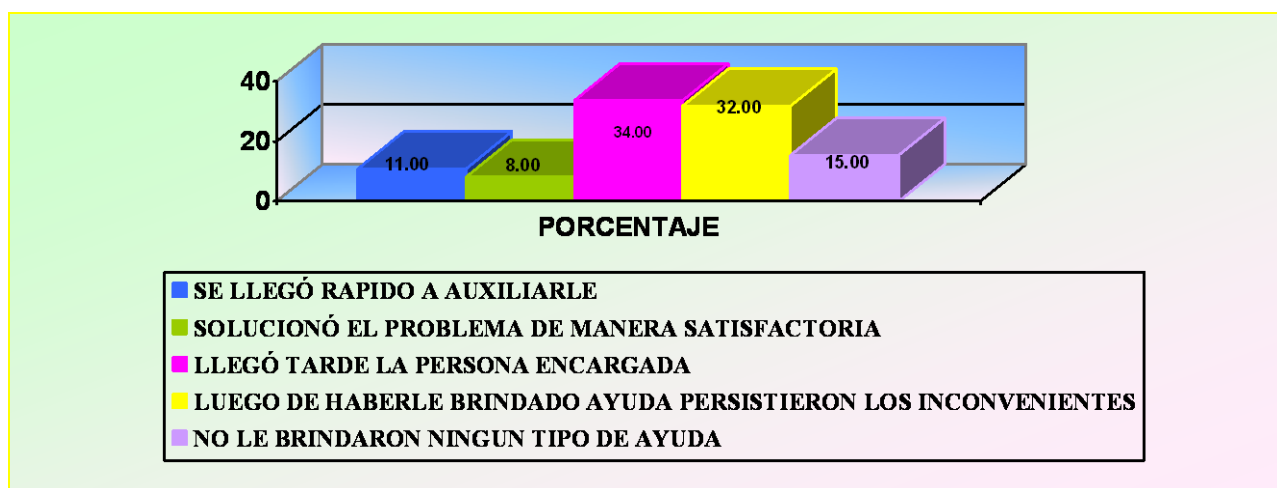 40
20
0
11.00
8.00
34.00
32.00
15.00
PORCENTAJE
SE LLEGÓ RAPIDO A AUXILIARLE
SOLUCIONÓ EL PROBLEMA DE MANERA SATISFACTORIA
LLEGÓ TARDE LA PERSONA ENCARGADA
LUEGO DE HABERLE BRINDADO AYUDA PERSISTIERON LOS INCONVENIENTES
NO LE BRINDARON NINGUN TIPO DE AYUDA